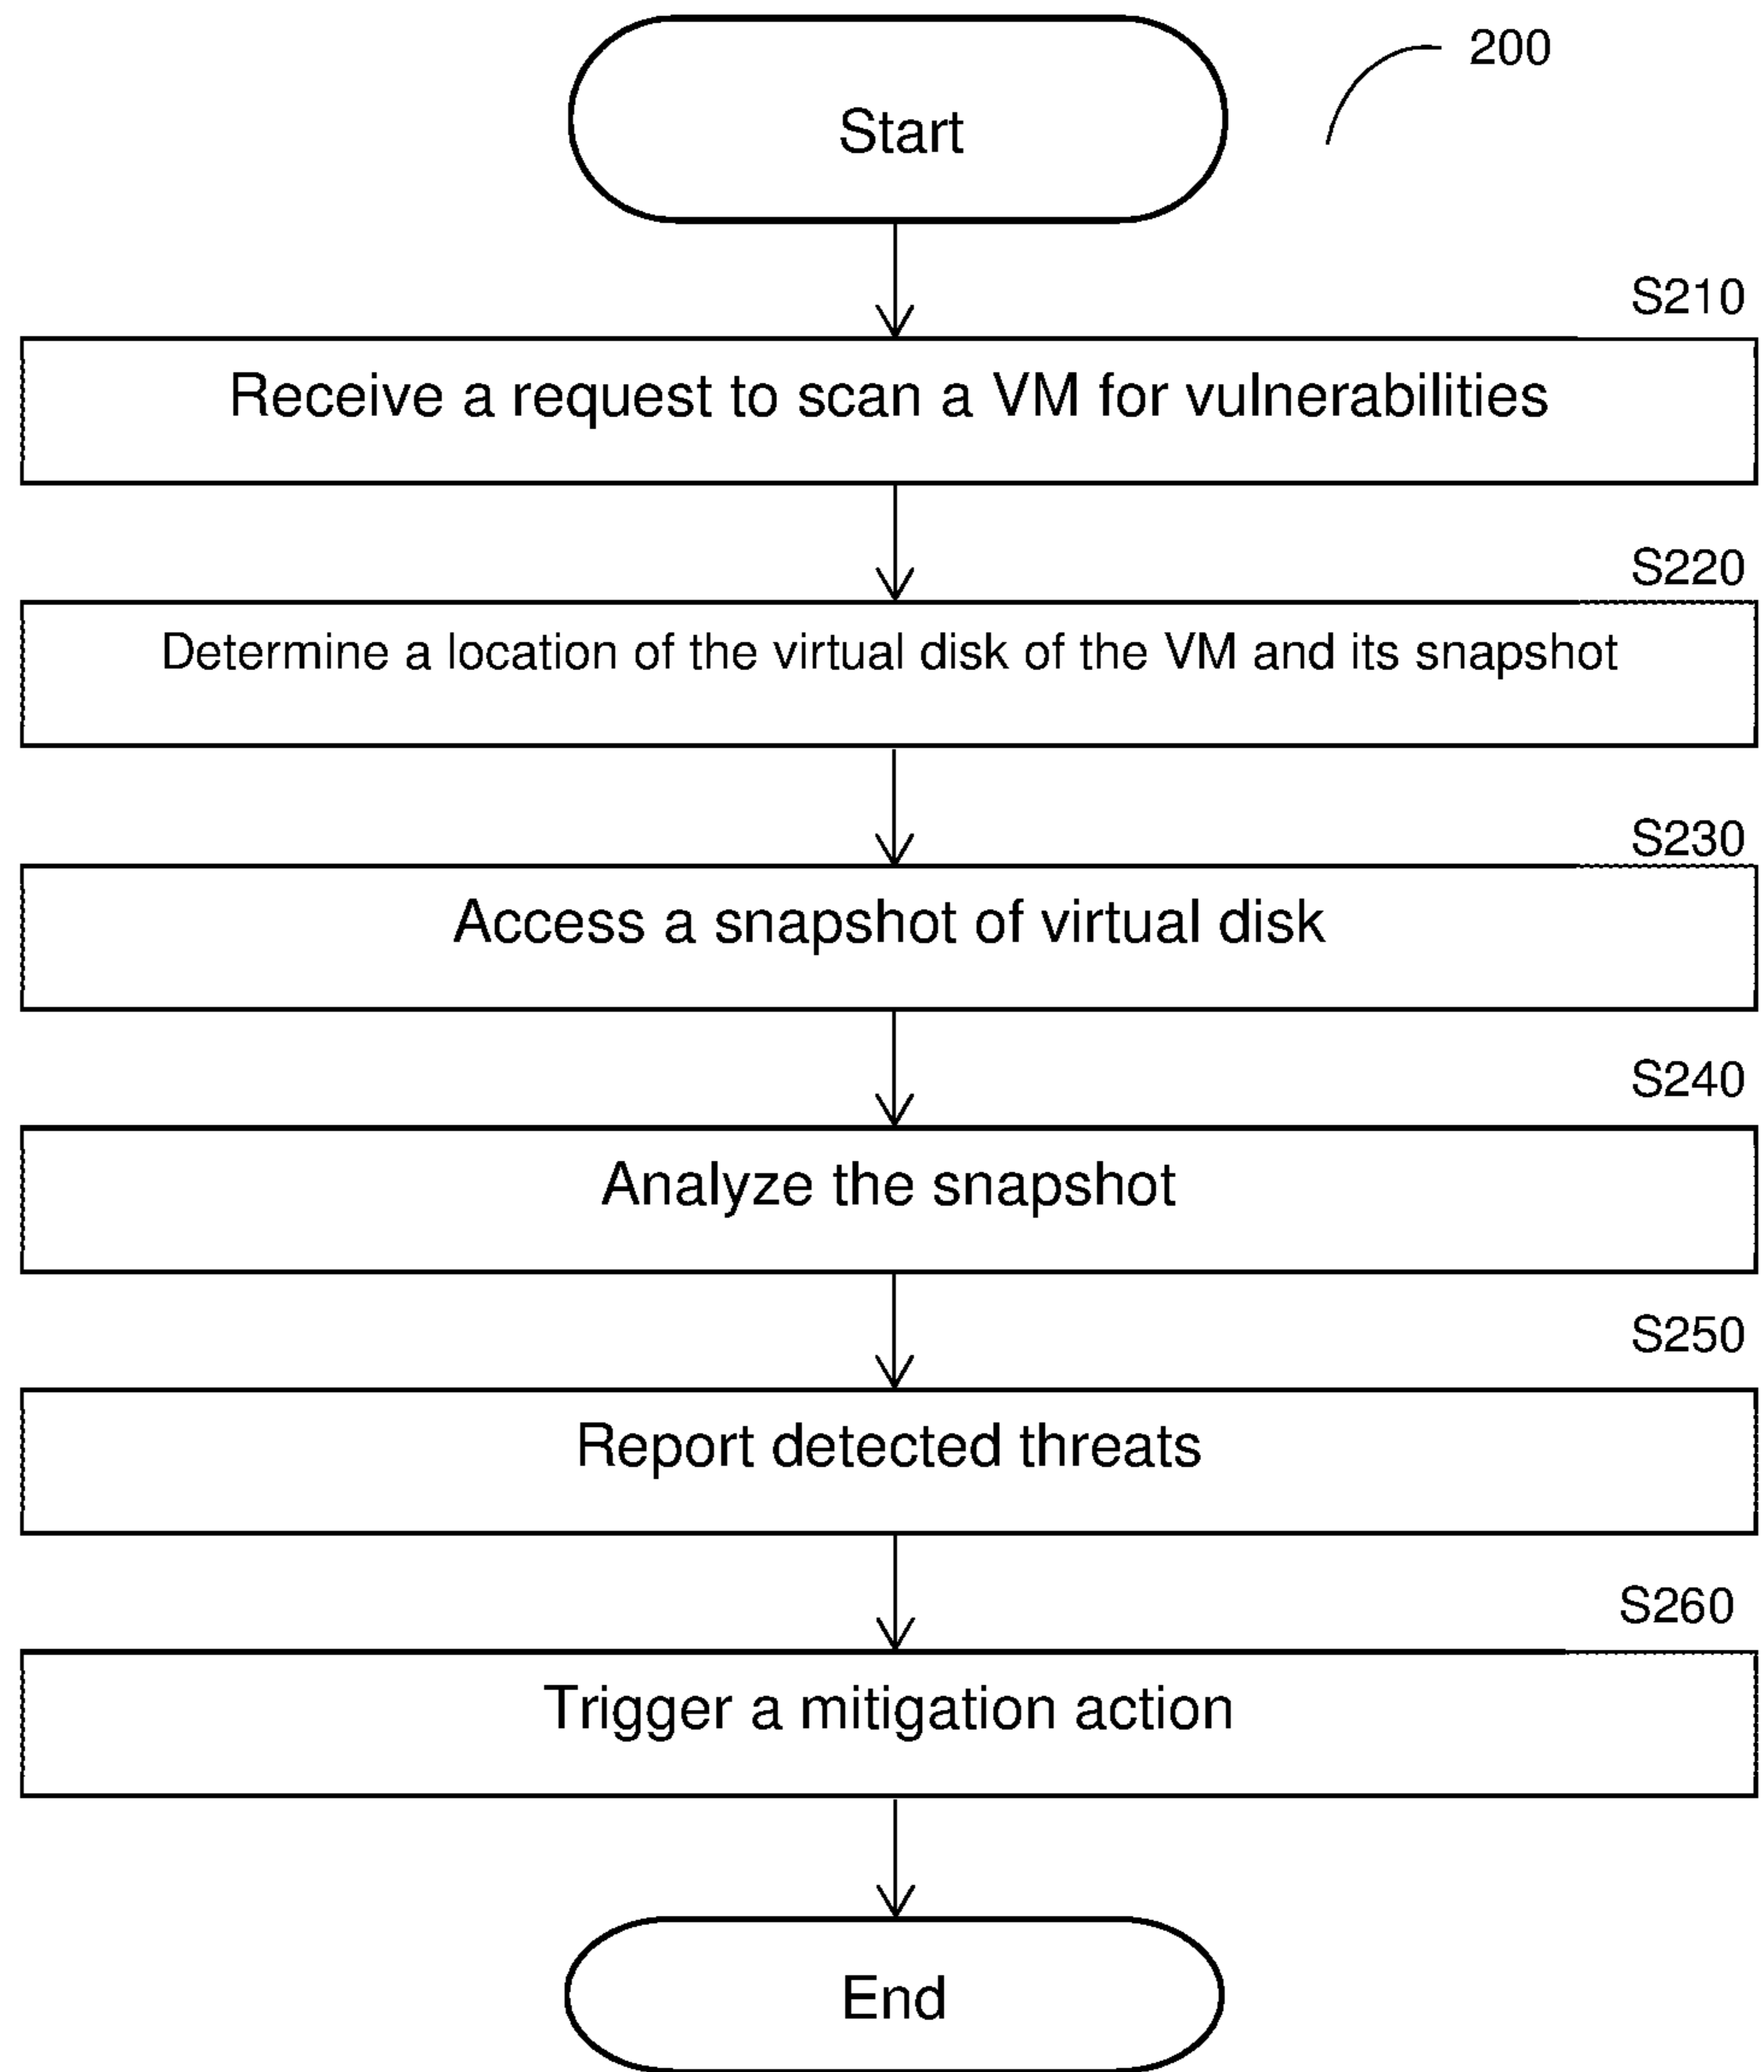 Start
200
S210
Receive a request to scan a VM for vulnerabilities
S220
Determine a location of the virtual disk of the VM and its snapshot
S230
Access a snapshot of virtual disk
S240
Analyze the snapshot
S250
Report detected threats
S260
Trigger a mitigation action
End